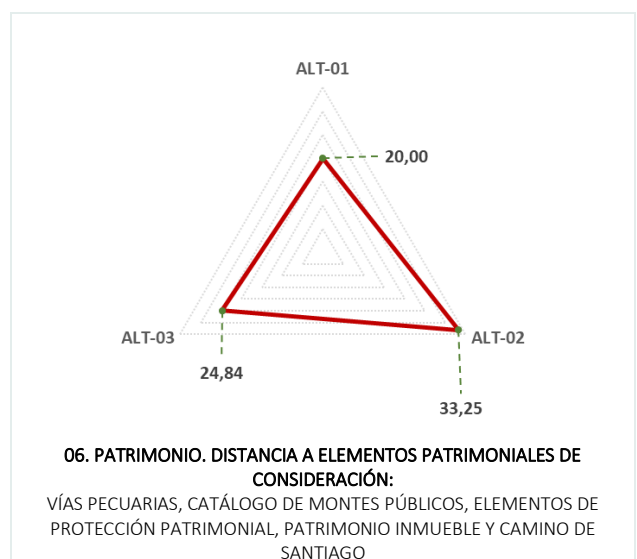 ALT-01
20,00
ALT-03
ALT-02
24,84
33,25
06. PATRIMONIO. DISTANCIA A ELEMENTOS PATRIMONIALES DE
CONSIDERACIÓN:
VÍAS PECUARIAS, CATÁLOGO DE MONTES PÚBLICOS, ELEMENTOS DE
PROTECCIÓN PATRIMONIAL, PATRIMONIO INMUEBLE Y CAMINO DE
SANTIAGO